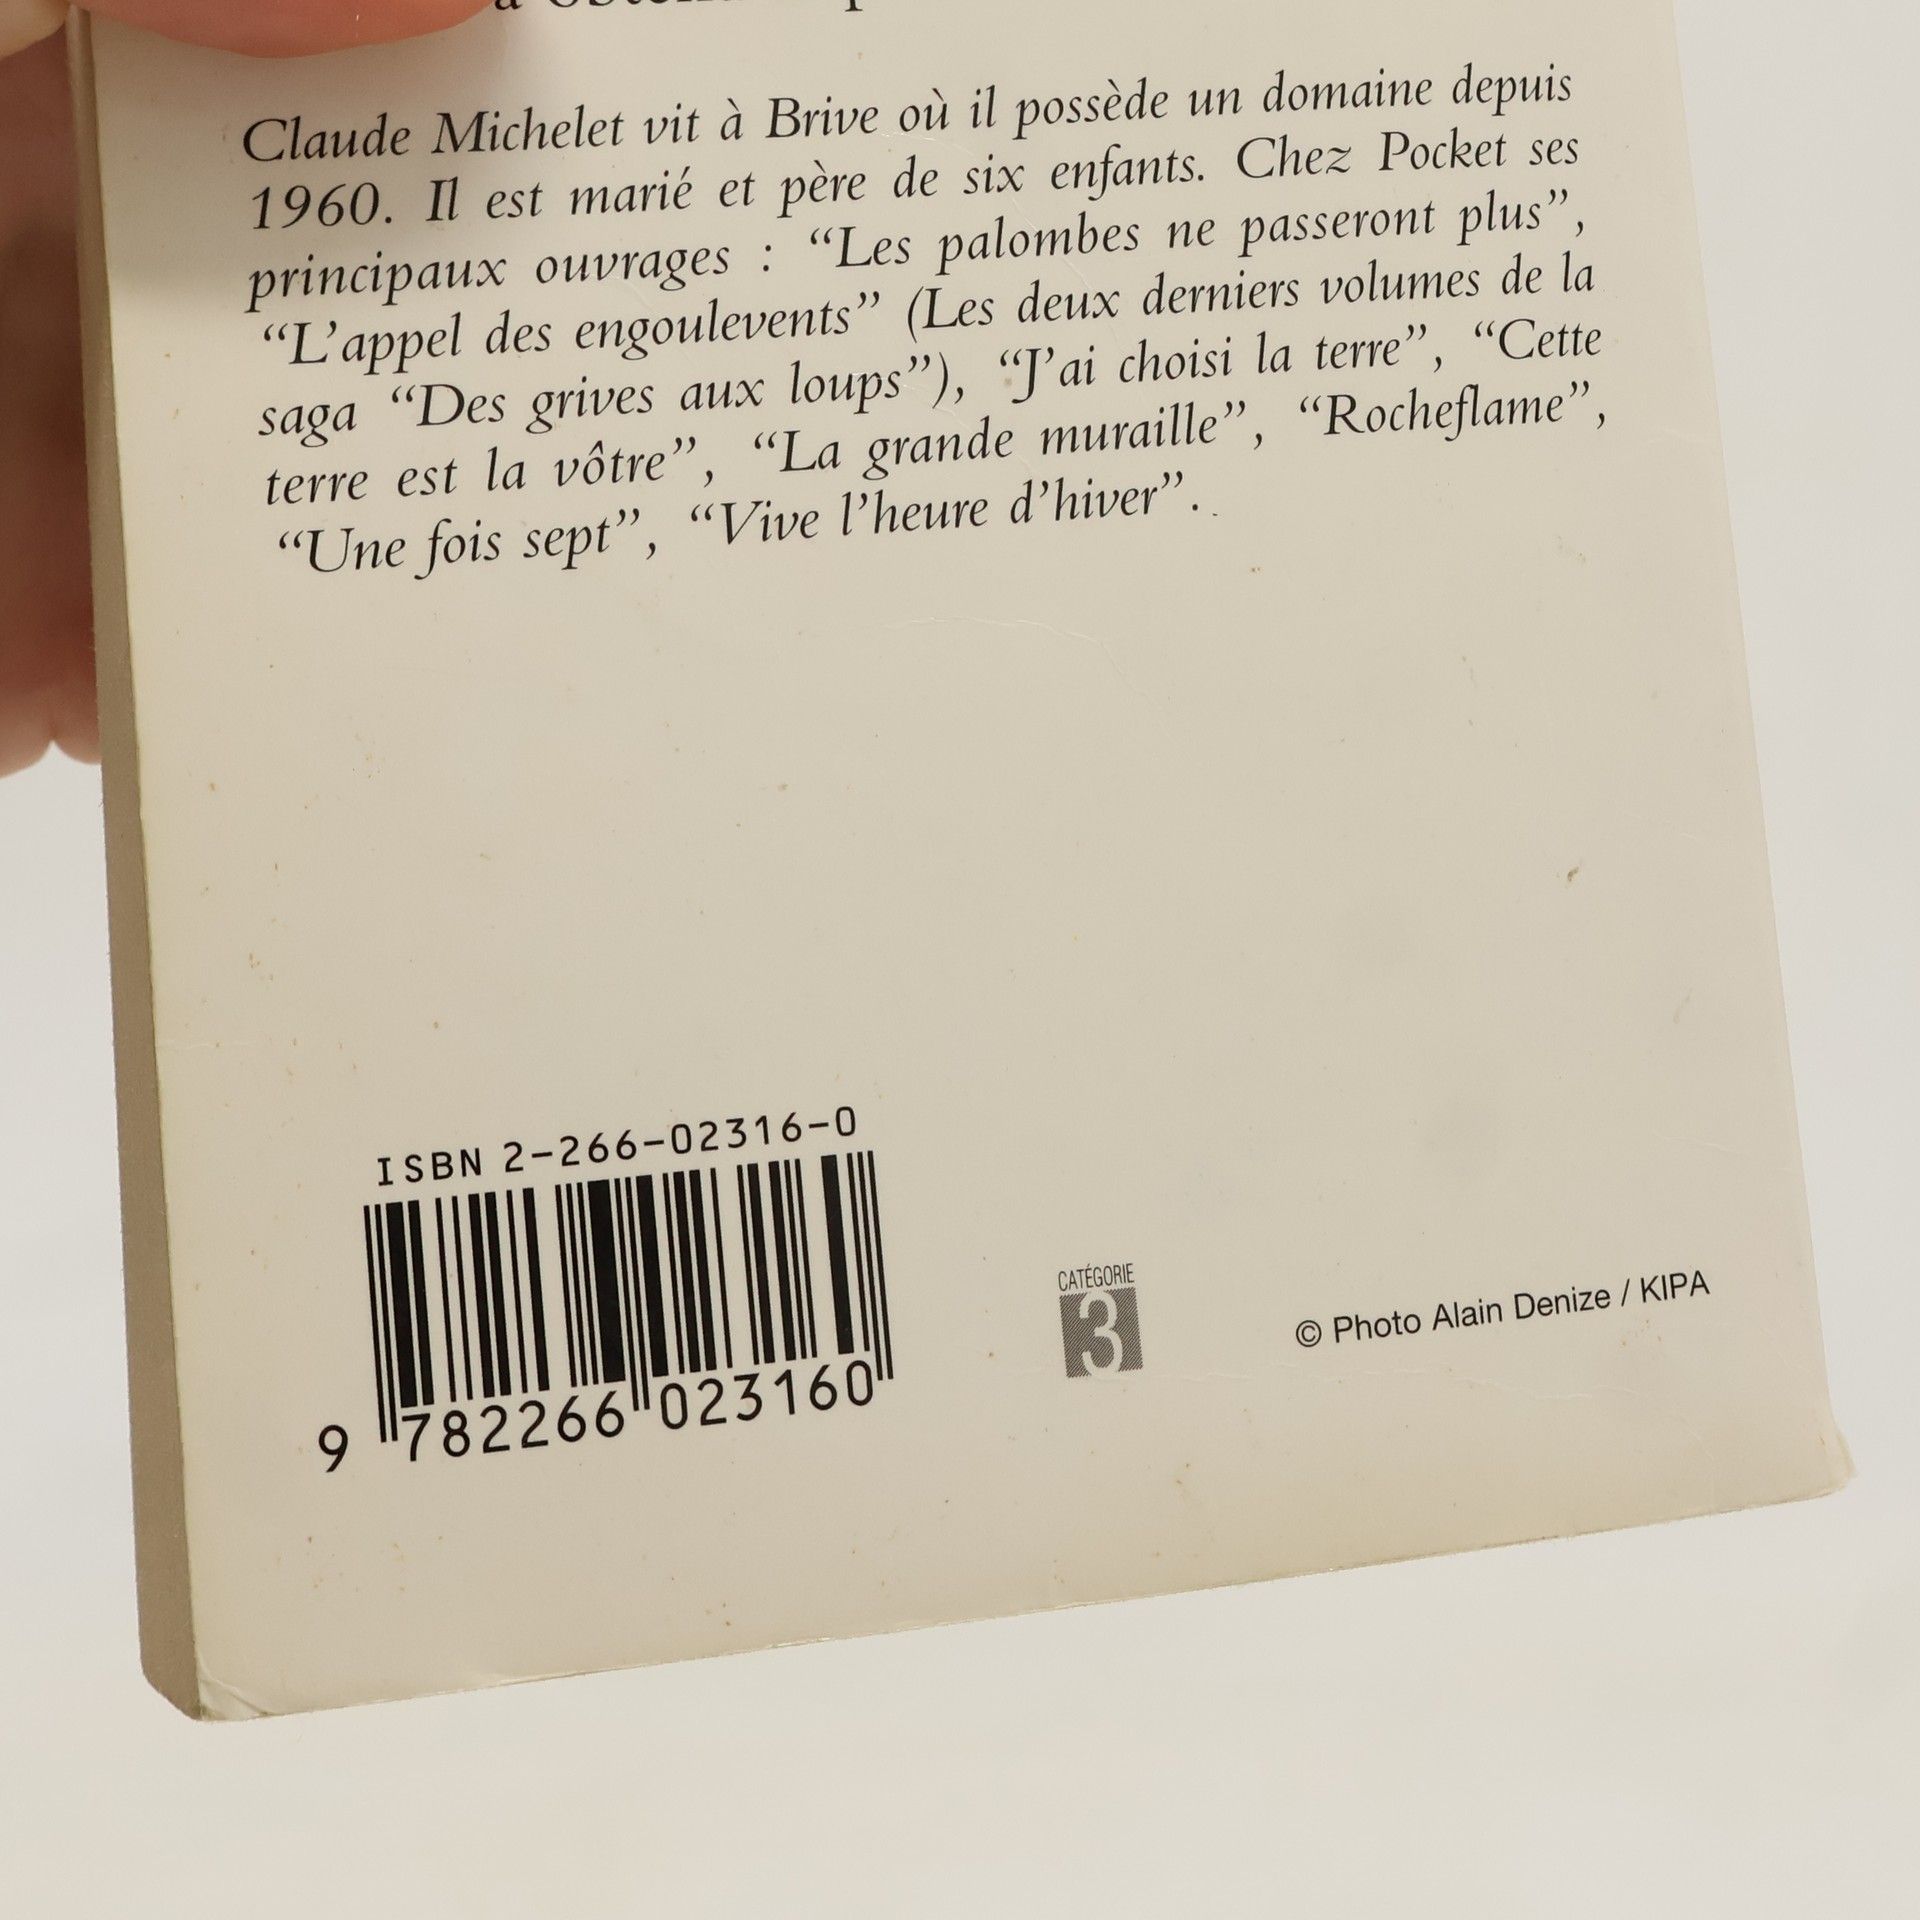 Claude Michelet vit à Brive où il possède un domaine depuis
1960. Il est marié et père de six enfants. Chez Pocket ses
principaux ouvrages : “Les palombes ne passeront plus”,
“L’appel des engoulevents” (Les deux derniers volumes de la
saga “Des grives aux loups”), “J’ai choisi la terre”, “Cette
terre est la vôtre”, “La grande muraille”, “Rocheflame”,
“Une fois sept”, “Vive l’heure d’hiver”.
ISBN 2-266-02316-0
9 782266 023160
CATÉGORIE
3
© Photo Alain Denize / KIPA